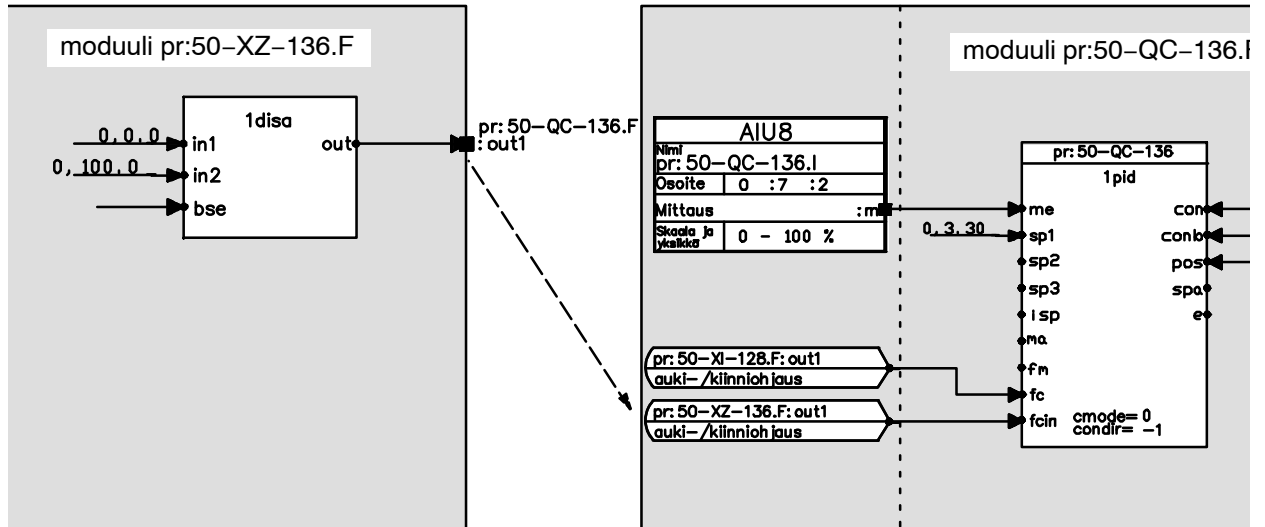 moduuli pr:50−XZ−136.F
0,0,0
0,100,0
1disa
in1
in2
bse
out
pr:50−QC−136.F
:out1
moduuli pr:50−QC−136.F
AIU8
Nimi
pr:50−QC−136.I
Osoite 0 :7 :2
Mittaus :m
Skaala ja yksikkö 0 − 100 %
pr:50−XI−128.F:out1
auki−/kiinniohjaus
pr:50−XZ−136.F:out1
auki−/kiinniohjaus
0,3,30
pr:50−QC−136
1pid
me con
sp1 conb
sp2 pos
sp3 spa
isp e
ma
fm
fc
fcin
cmode= 0
condir= −1